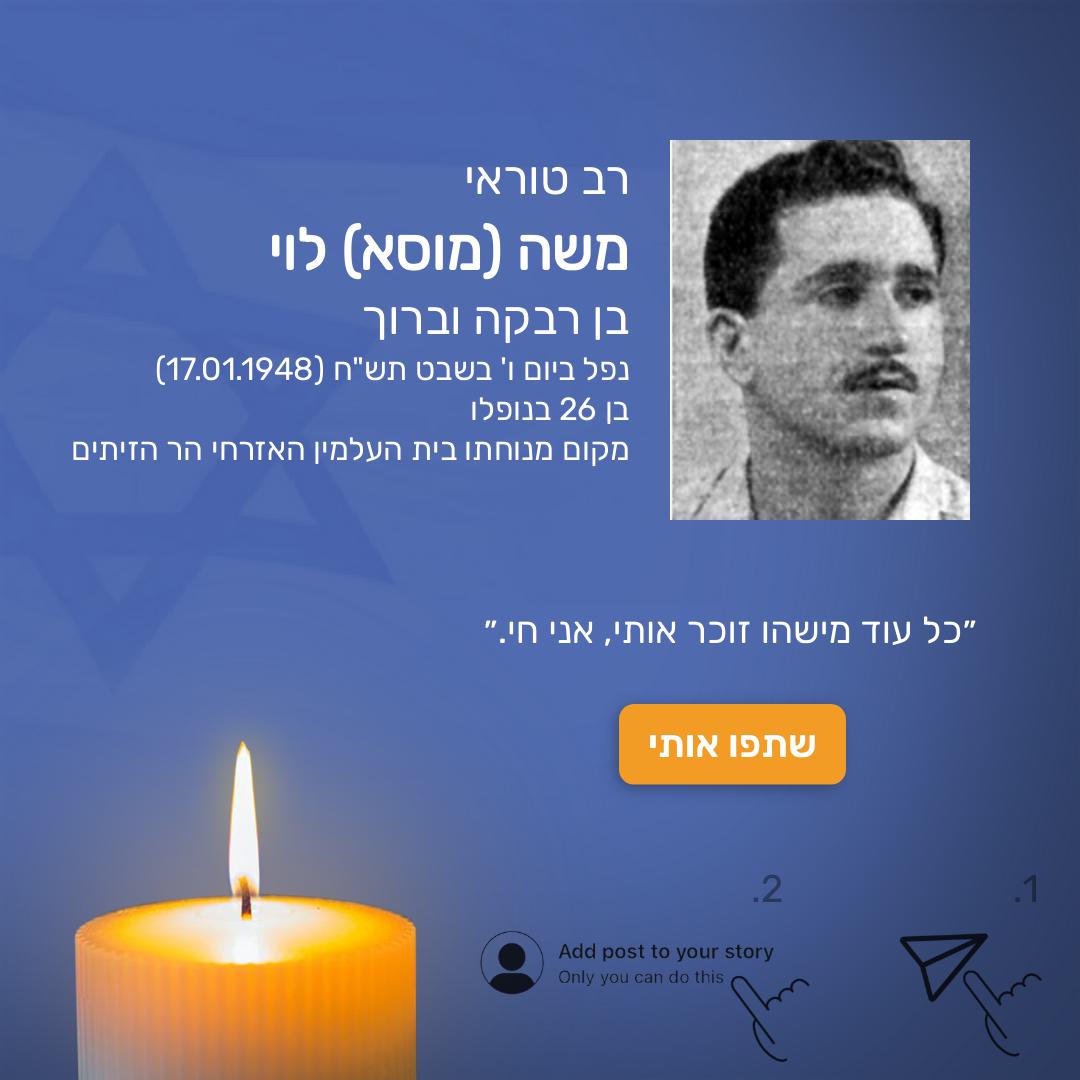 רב טוראי
משה (מוסא) לוי
בן רבקה וברוך
נפל ביום ו' בשבט תש"ח (17.01.1948)
בן 26 בנופלו
מקום מנוחתו בית העלמין האזרחי הר הזיתים
״כל עוד מישהו זוכר אותי, אני חי.״
שתפו אותי
1.
2.
Add post to your story
Only you can do this